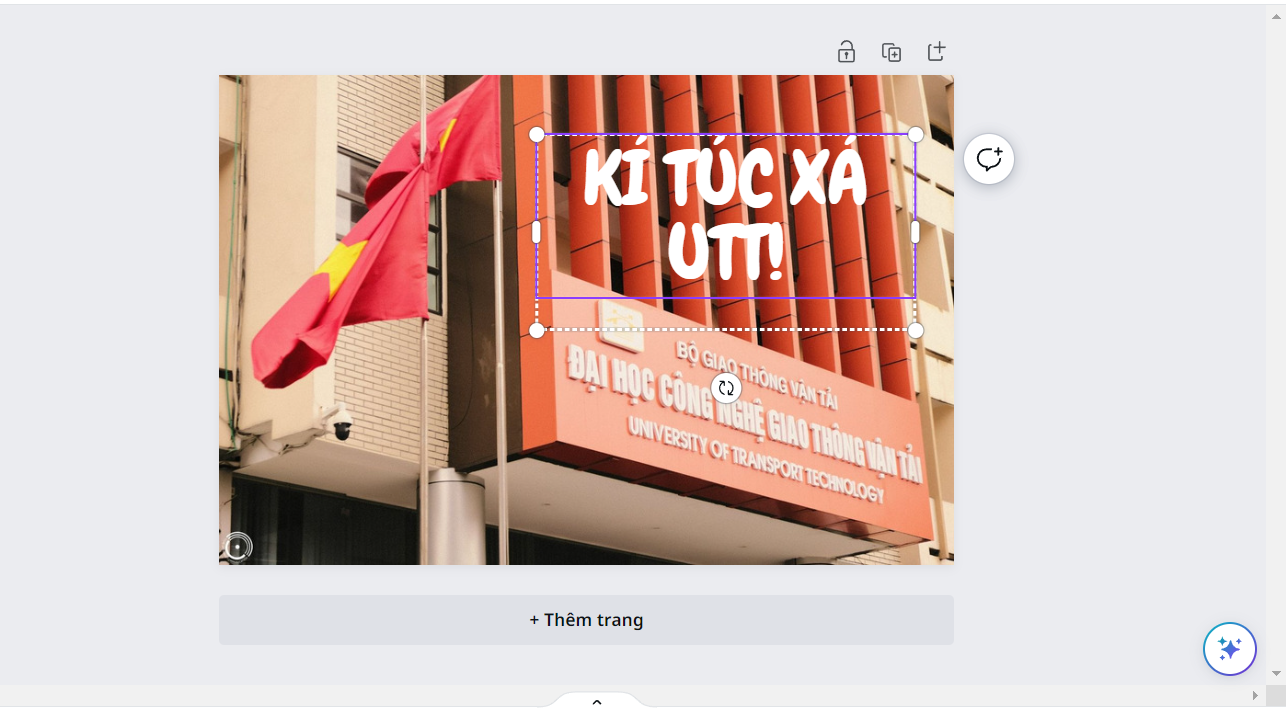 KÍ TÚC XÁ
UTT!
BỘ GIAO THÔNG VẬN TẢI
ĐẠI HỌC CÔNG NGHỆ GIAO THÔNG VẬN TẢI
UNIVERSITY OF TRANSPORT TECHNOLOGY
+ Thêm trang